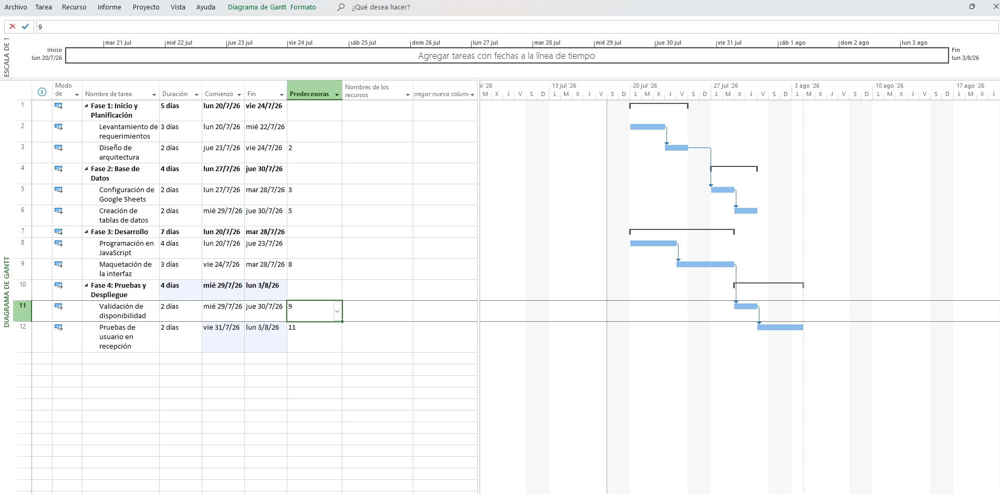 Archivo Tarea Recurso Informe Proyecto Vista Ayuda Diagrama de Gantt Formato ¿Qué desea hacer?
9
ESCALA DE T
mar 21 jul mié 22 jul jue 23 jul vie 24 jul sáb 25 jul dom 26 jul lun 27 jul mar 28 jul mié 29 jul jue 30 jul vie 31 jul sáb 1 ago dom 2 ago lun 3 ago
Inicio
lun 20/7/26
Agregar tareas con fechas a la línea de tiempo
Fin
lun 3/8/26
DIAGRAMA DE GANTT
Modo
de
Nombre de tarea Duración Comienzo Fin Predecesoras
Nombres de los
recursos
gregar nueva column
'26 13 jul '26 20 jul '26 27 jul '26 3 ago '26 10 ago '26 17 ago '26
M X J V S D L M X J V S D L M X J V S D L M X J V S D L M X J V S D L M X J V S D L M X J
1 Fase 1: Inicio y 5 días lun 20/7/26 vie 24/7/26
Planificación
2 Levantamiento de 3 días lun 20/7/26 mié 22/7/26
requerimientos
3 Diseño de 2 días jue 23/7/26 vie 24/7/26 2
arquitectura
4 Fase 2: Base de 4 días lun 27/7/26 jue 30/7/26
Datos
5 Configuración de 2 días lun 27/7/26 mar 28/7/26 3
Google Sheets
6 Creación de 2 días mié 29/7/26 jue 30/7/26 5
tablas de datos
7 Fase 3: Desarrollo 7 días lun 20/7/26 mar 28/7/26
8 Programación en 4 días lun 20/7/26 jue 23/7/26
JavaScript
9 Maquetación de 3 días vie 24/7/26 mar 28/7/26 8
la interfaz
10 Fase 4: Pruebas y 4 días mié 29/7/26 lun 3/8/26
Despliegue
11 Validación de 2 días mié 29/7/26 jue 30/7/26 9
disponibilidad
12 Pruebas de 2 días vie 31/7/26 lun 3/8/26 11
usuario en
recepción